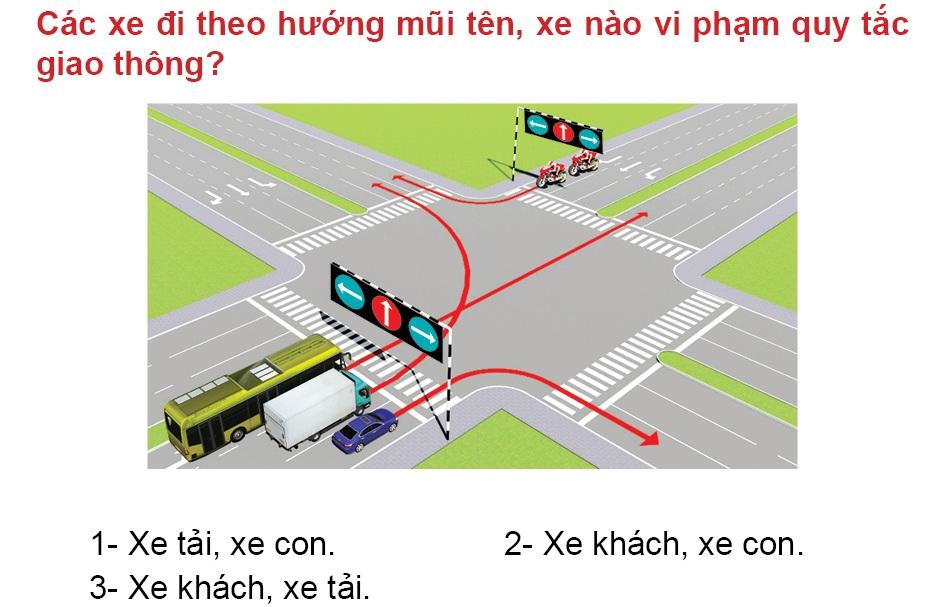 Các xe đi theo hướng mũi tên, xe nào vi phạm quy tắc
giao thông?
1- Xe tải, xe con.
2- Xe khách, xe con.
3- Xe khách, xe tải.